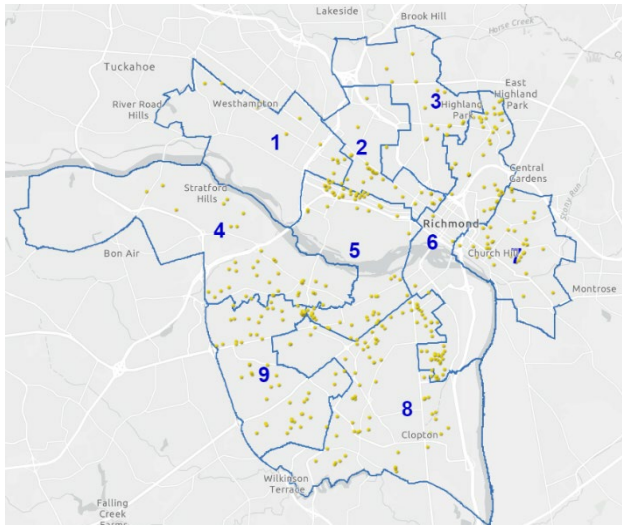 Lakeside
Brook Hill
Horse Creek
Tuckahoe
East
Highland
Park
River Road
Hills
Westhampton
3
Highland
Park
1
2
Central
Gardens
Stony Run
Stratford
Hills
Richmond
4
6
5
Bon Air
Church Hill
7
Montrose
9
8
Clopton
Wilkinson
Terrace
Falling
Creek
Farms